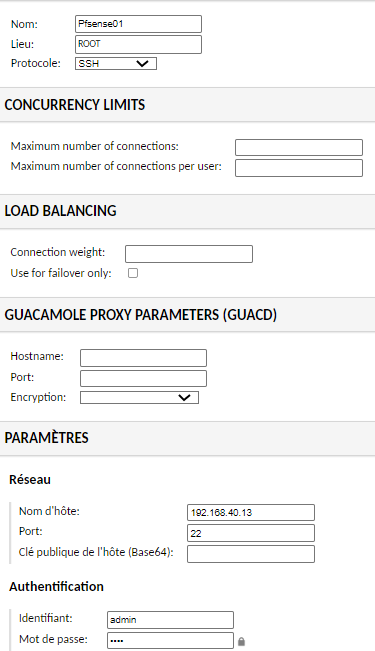 Nom: Pfsense01
Lieu: ROOT
Protocole: SSH
CONCURRENCY LIMITS
Maximum number of connections:
Maximum number of connections per user:
LOAD BALANCING
Connection weight:
Use for failover only:
GUACAMOLE PROXY PARAMETERS (GUACD)
Hostname:
Port:
Encryption:
PARAMÈTRES
Réseau
Nom d'hôte: 192.168.40.13
Port: 22
Clé publique de l'hôte (Base64):
Authentification
Identifiant: admin
Mot de passe: ••••